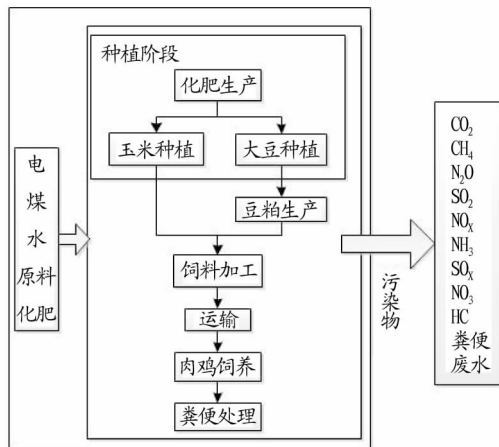 种植阶段
化肥生产
玉米种植
大豆种植
豆粕生产
饲料加工
运输
肉鸡饲养
粪便处理
电
煤
水
原料
化肥
污染物
CO₂
CH₄
N₂O
SO₂
NOₓ
NH₃
SOₓ
NO₃
HC
粪便
废水